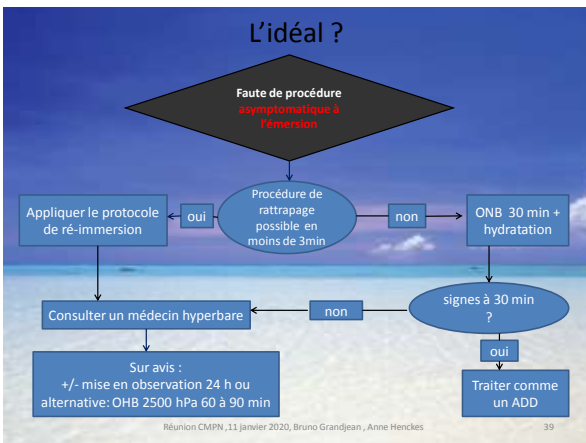 L'idéal ?
Faute de procédure
asymptomatique à
l'émersion
Procédure de
rattrapage
possible en
moins de 3min
oui
non
Appliquer le protocole
de ré-immersion
ONB 30 min +
hydratation
Consulter un médecin hyperbare
non
signes à 30 min
?
oui
Sur avis :
+/- mise en observation 24 h ou
alternative: OHB 2500 hPa 60 à 90 min
Traiter comme
un ADD
Réunion CMPN ,11 janvier 2020, Bruno Grandjean , Anne Henckes
39